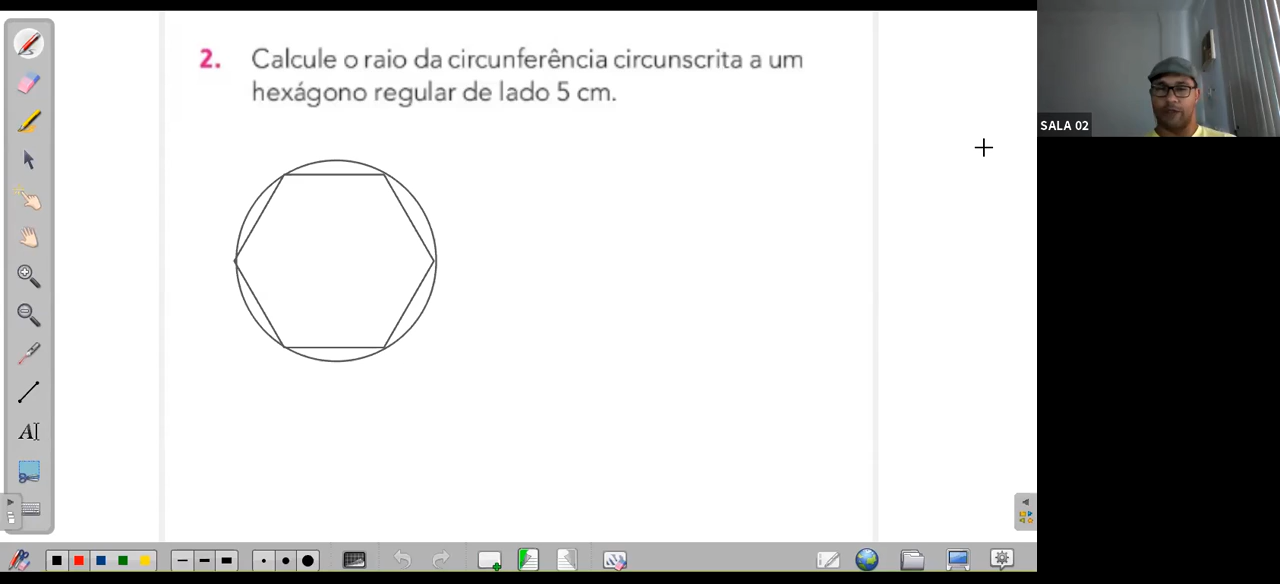 2. Calcule o raio da circunferência circunscrita a um
hexágono regular de lado 5 cm.
SALA 02
A